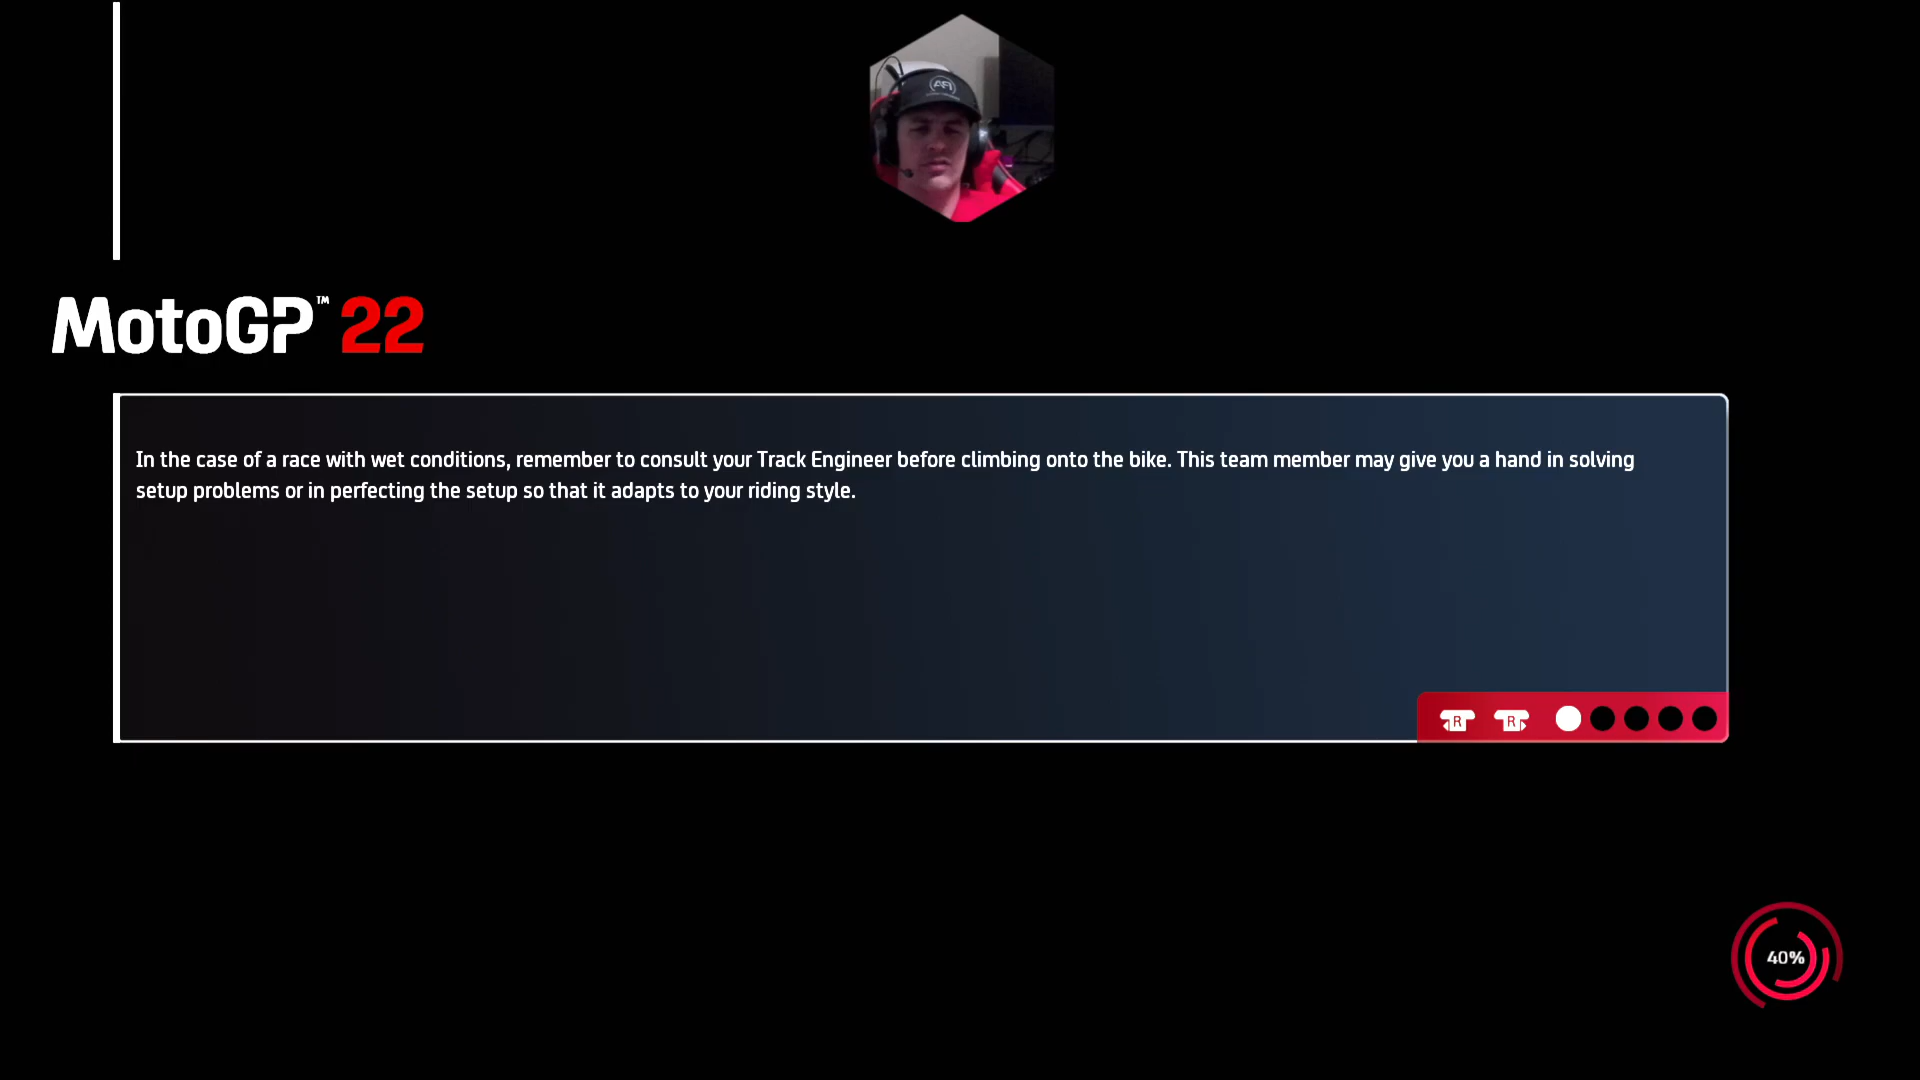 AA
MotoGP™22
In the case of a race with wet conditions, remember to consult your Track Engineer before climbing onto the bike. This team member may give you a hand in solving
setup problems or in perfecting the setup so that it adapts to your riding style.
R R
40%